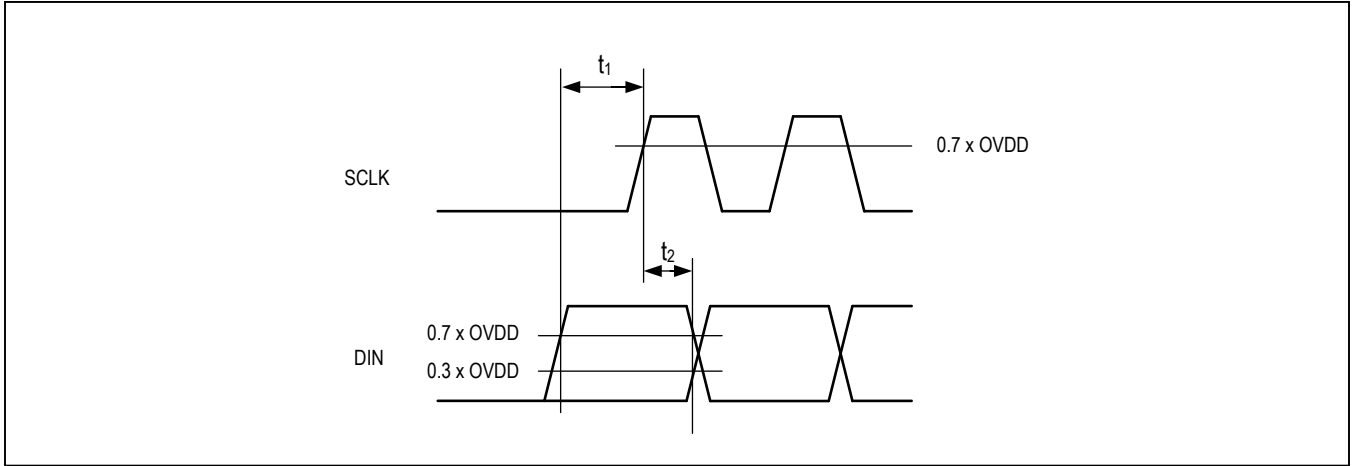 t₁
0.7 x OVDD
SCLK
t₂
0.7 x OVDD
DIN
0.3 x OVDD